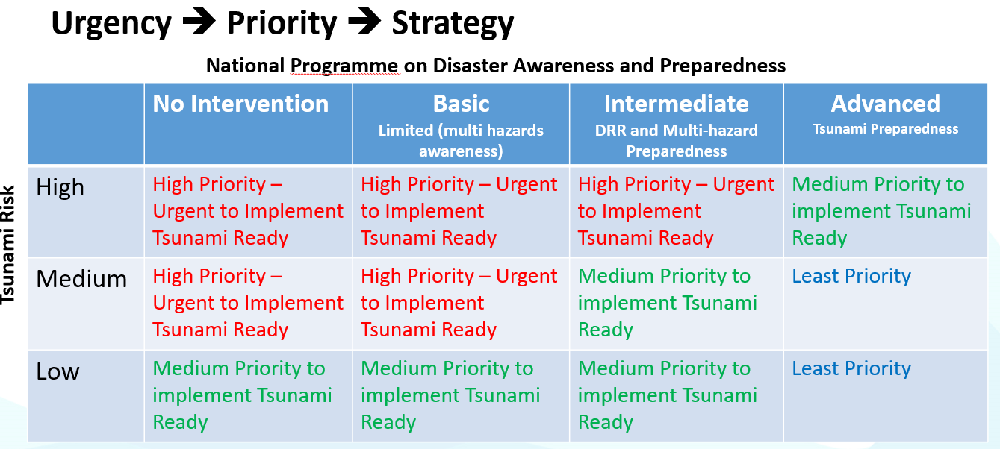 Urgency → Priority → Strategy
National Programme on Disaster Awareness and Preparedness
No Intervention
Basic
Limited (multi hazards
awareness)
Intermediate
DRR and Multi-hazard
Preparedness
Advanced
Tsunami Preparedness
Tsunami Risk
High
High Priority –
Urgent to Implement
Tsunami Ready
High Priority – Urgent
to Implement
Tsunami Ready
High Priority – Urgent
to Implement
Tsunami Ready
Medium Priority to
implement Tsunami
Ready
Medium
High Priority –
Urgent to Implement
Tsunami Ready
High Priority – Urgent
to Implement
Tsunami Ready
Medium Priority to
implement Tsunami
Ready
Least Priority
Low
Medium Priority to
implement Tsunami
Ready
Medium Priority to
implement Tsunami
Ready
Medium Priority to
implement Tsunami
Ready
Least Priority